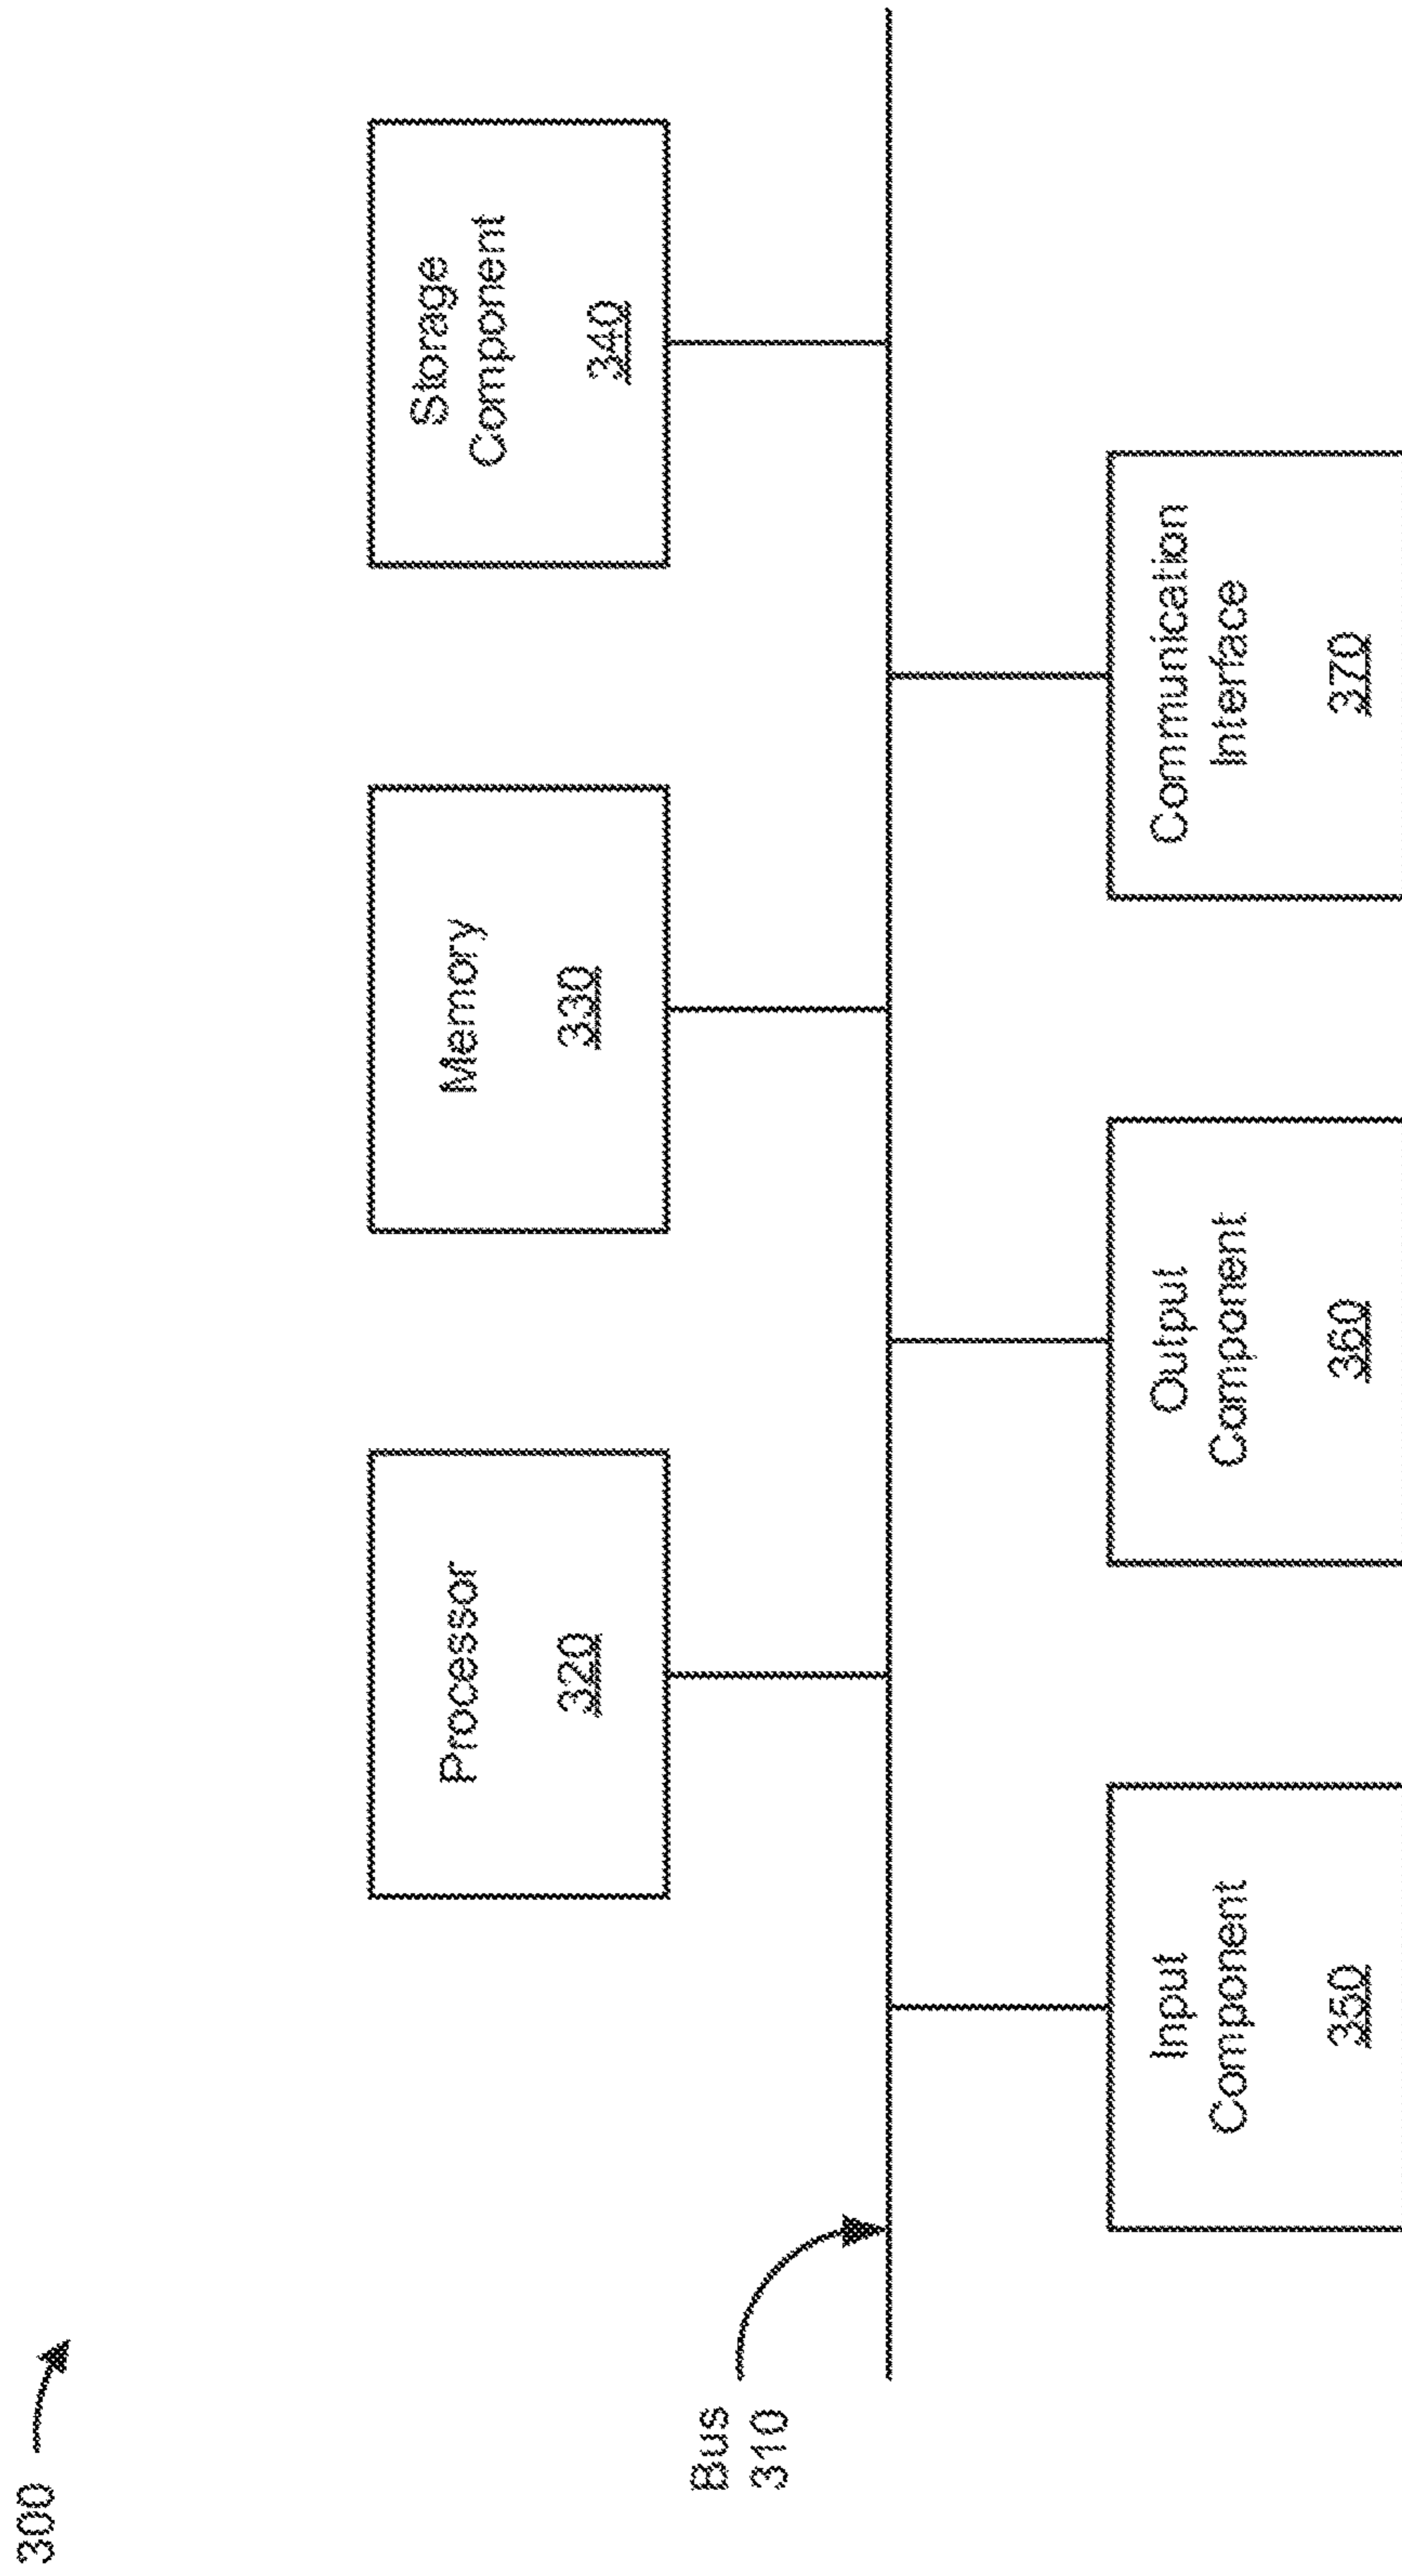 300
Processor
320
Memory
330
Storage
Component
340
Bus
310
Input
Component
350
Output
Component
360
Communication
Interface
370